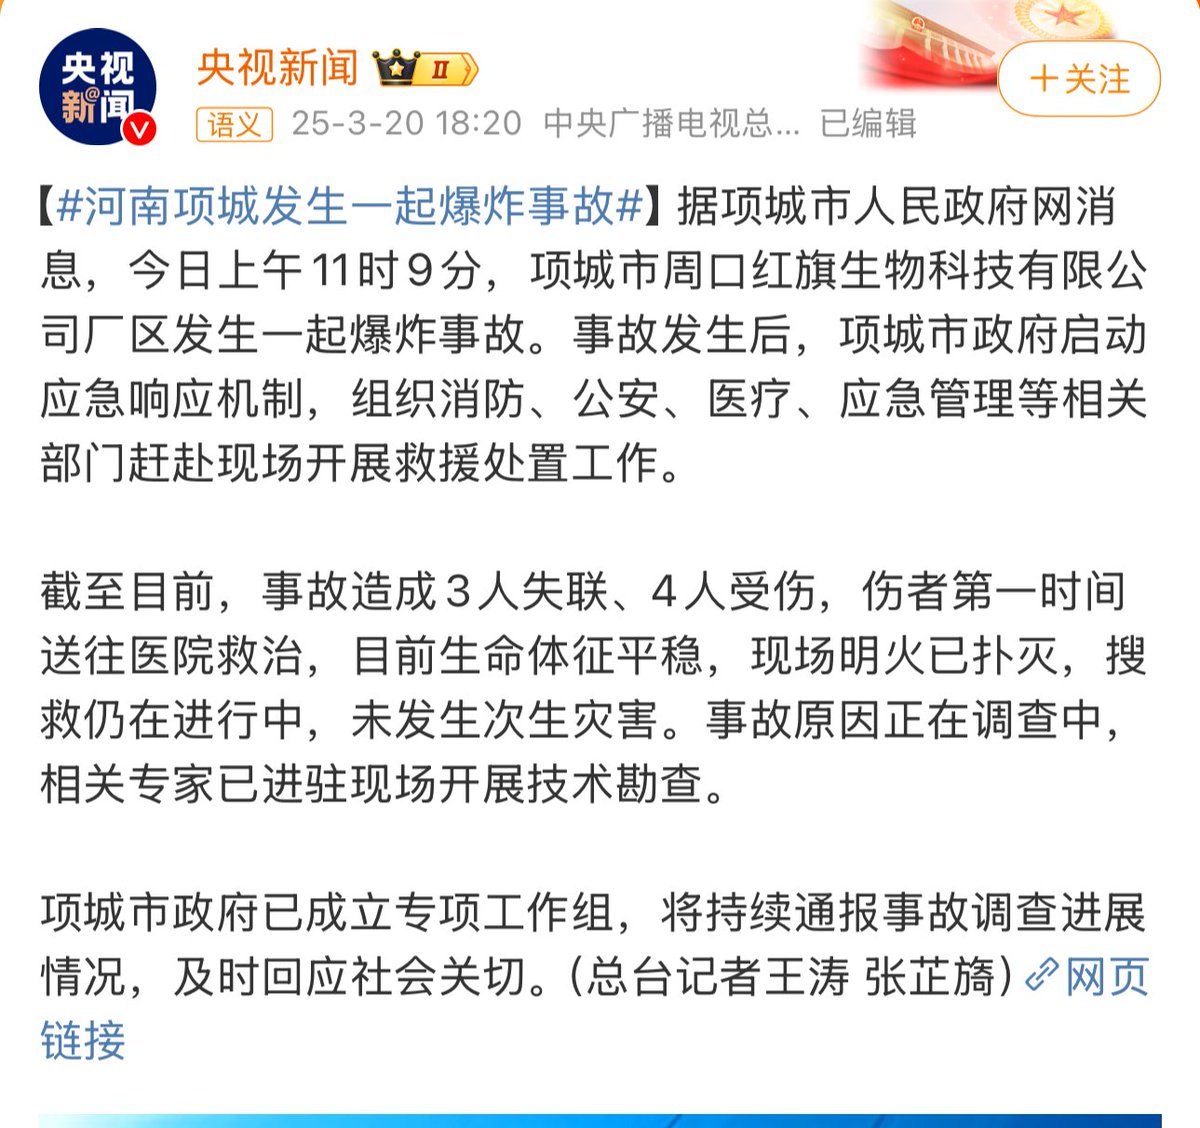 央视
新@闻
V
央视新闻 II
+关注
语义 25-3-20 18:20 中央广播电视总... 已编辑
【#河南项城发生一起爆炸事故#】据项城市人民政府网消
息，今日上午11时9分，项城市周口红旗生物科技有限公
司厂区发生一起爆炸事故。事故发生后，项城市政府启动
应急响应机制，组织消防、公安、医疗、应急管理等相关
部门赶赴现场开展救援处置工作。
截至目前，事故造成3人失联、4人受伤，伤者第一时间
送往医院救治，目前生命体征平稳，现场明火已扑灭，搜
救仍在进行中，未发生次生灾害。事故原因正在调查中，
相关专家已进驻现场开展技术勘查。
项城市政府已成立专项工作组，将持续通报事故调查进展
情况，及时回应社会关切。（总台记者王涛 张芷旖）网页
链接